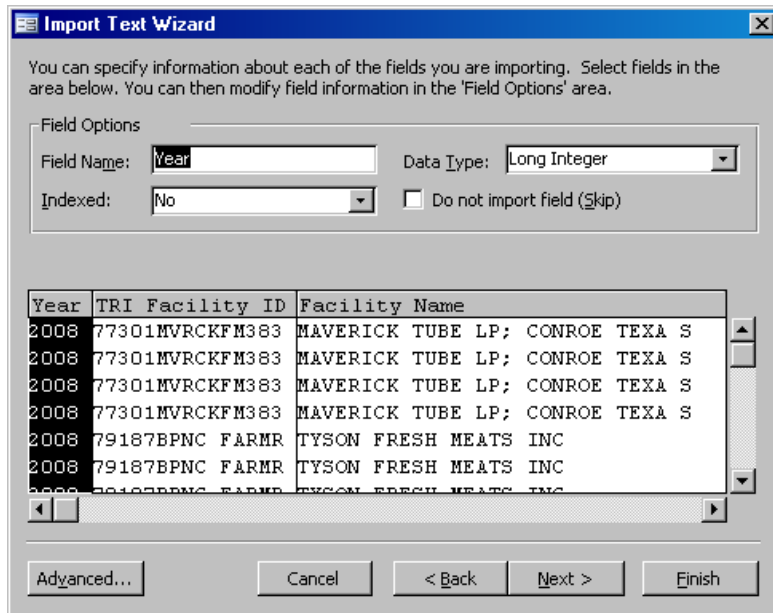 Import Text Wizard
You can specify information about each of the fields you are importing. Select fields in the
area below. You can then modify field information in the 'Field Options' area.
Field Options
Field Name: Year Data Type: Long Integer
Indexed: No Do not import field (Skip)
Year TRI Facility ID Facility Name
2008 77301MVRCKFM383 MAVERICK TUBE LP; CONROE TEXA S
2008 77301MVRCKFM383 MAVERICK TUBE LP; CONROE TEXA S
2008 77301MVRCKFM383 MAVERICK TUBE LP; CONROE TEXA S
2008 77301MVRCKFM383 MAVERICK TUBE LP; CONROE TEXA S
2008 79187BPNC FARMR TYSON FRESH MEATS INC
2008 79187BPNC FARMR TYSON FRESH MEATS INC
Advanced... Cancel < Back Next > Finish